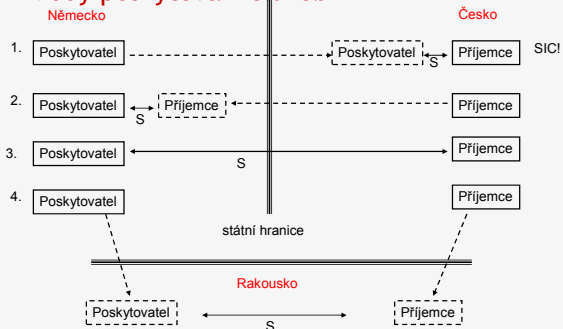 Německo Česko
1. Poskytovatel Poskytovatel S Příjemce SIC!
2. Poskytovatel S Příjemce Příjemce
3. Poskytovatel S Příjemce
4. Poskytovatel Příjemce
státní hranice
Rakousko
Poskytovatel S Příjemce